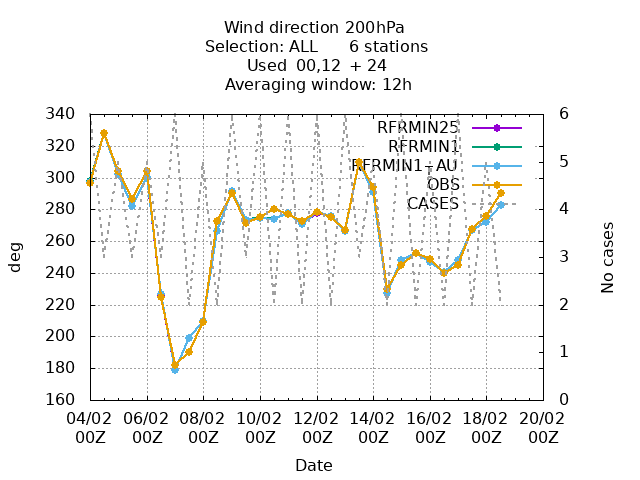 Wind direction 200hPa
Selection: ALL 6 stations
Used 00,12 + 24
Averaging window: 12h
340
320
300
280
260
240
220
200
180
160
deg
6
5
4
3
2
1
0
No cases
RFRMIN25
RFRMIN1
RFRMIN1-AU
OBS
CASES
04/02 06/02 08/02 10/02 12/02 14/02 16/02 18/02 20/02
00Z 00Z 00Z 00Z 00Z 00Z 00Z 00Z 00Z
Date